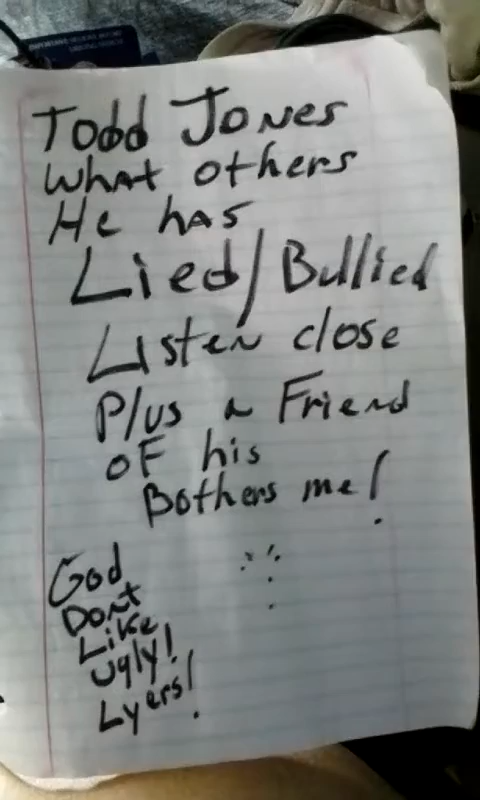 Todd Jones
What others
He has
Lied/Bullied
Listen close
Plus a Friend
OF his
Bothers me!
God
Dont
Like
Ugly!
Lyers!